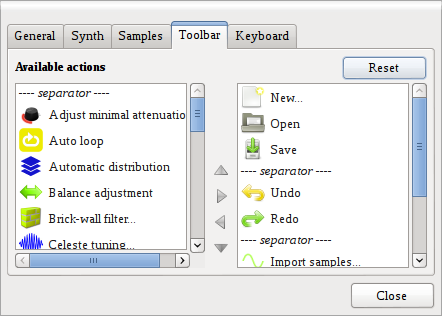 General
Synth
Samples
Toolbar
Keyboard
Available actions
Reset
---- separator ----
Adjust minimal attenuatio
Auto loop
Automatic distribution
Balance adjustment
Brick-wall filter...
Celeste tuning...
New...
Open
Save
---- separator ----
Undo
Redo
---- separator ----
Import samples...
Close